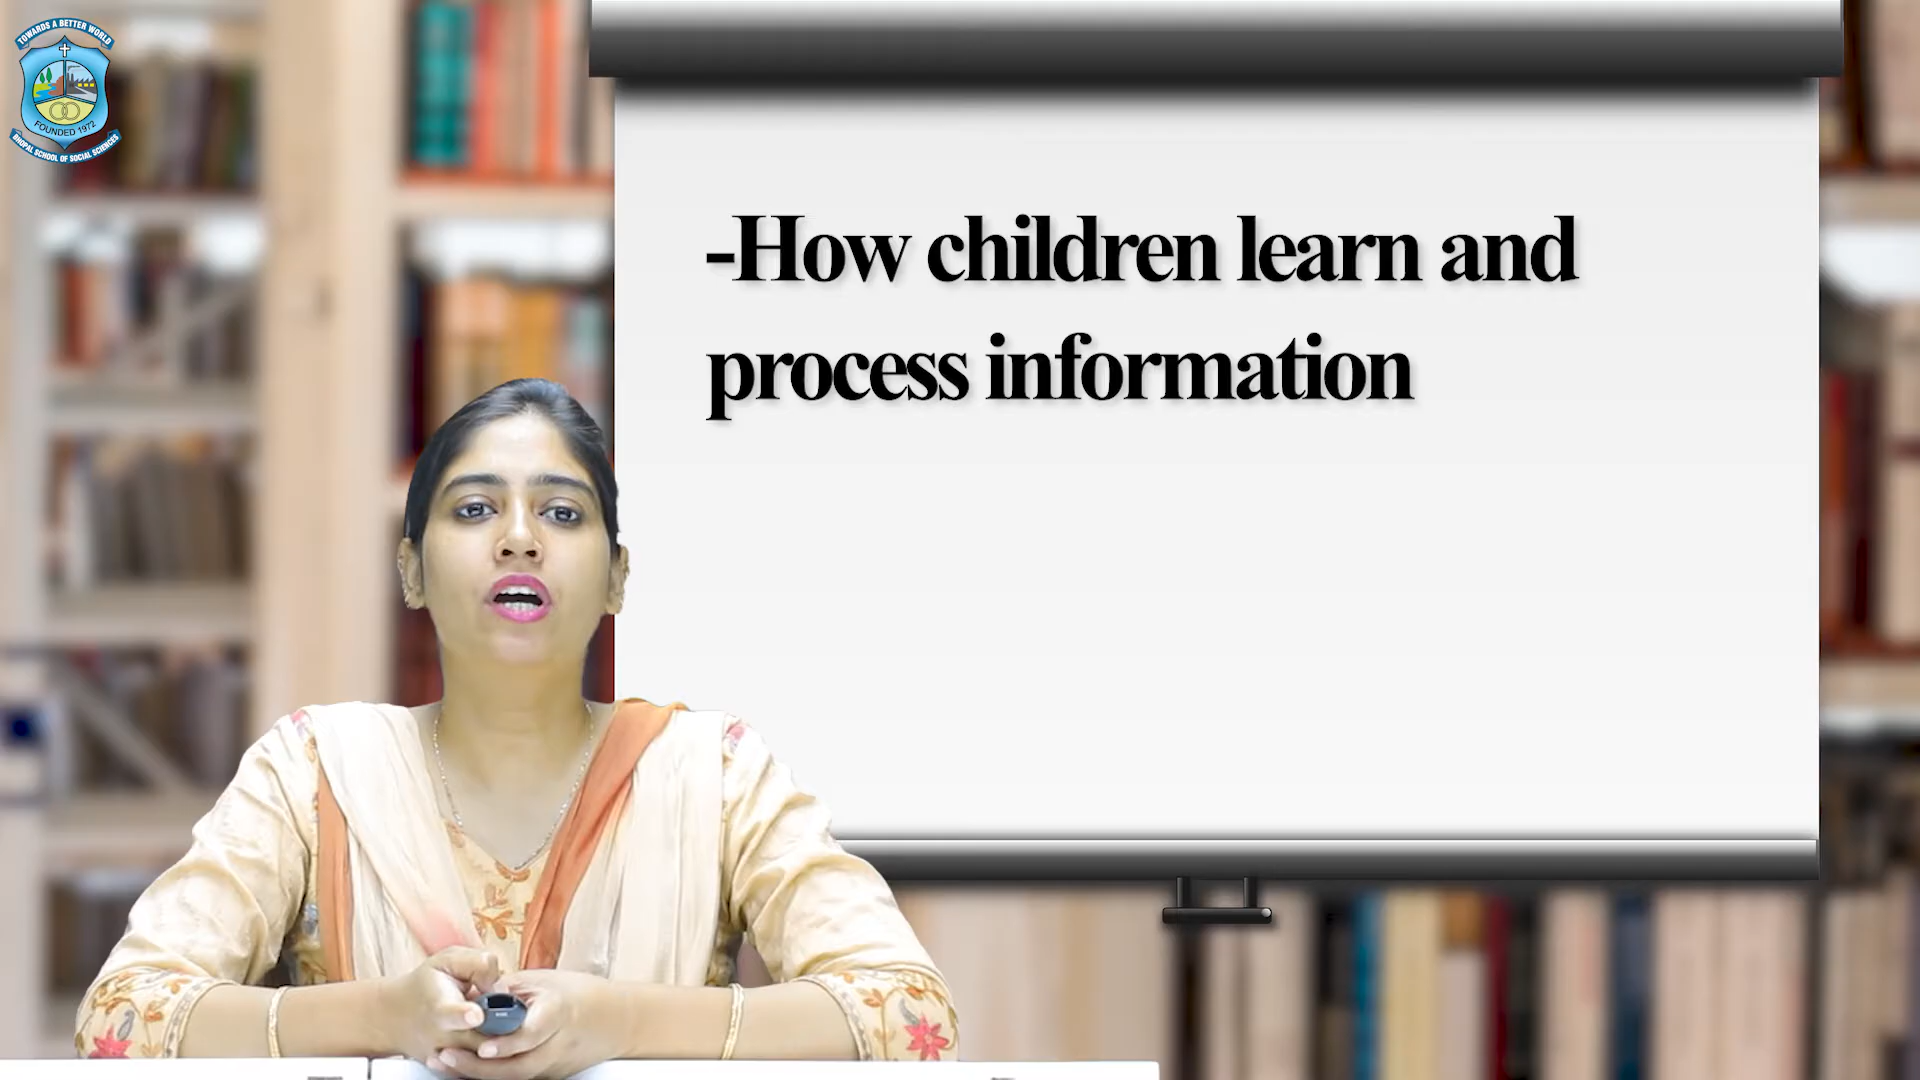 TOWARDS A BETTER WORLD
FOUNDED 1972
BHOPAL SCHOOL OF SOCIAL SCIENCES
-How children learn and
process information